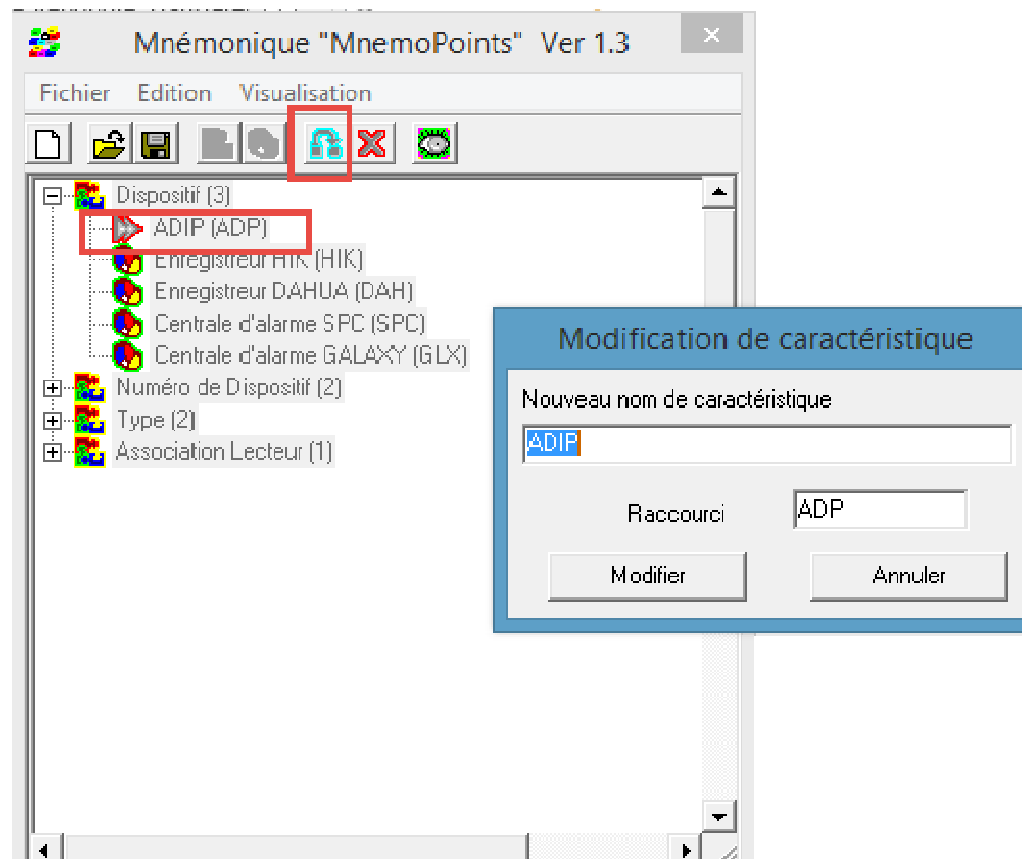 Mnémonique "MnemoPoints" Ver 1.3
Fichier Edition Visualisation
Dispositif (3)
ADIP (ADP)
Enregistreur HIK (HIK)
Enregistreur DAHUA (DAH)
Centrale d'alarme SPC (SPC)
Centrale d'alarme GALAXY (GLX)
Numéro de Dispositif (2)
Type (2)
Association Lecteur (1)
Modification de caractéristique
Nouveau nom de caractéristique
ADIP
Raccourci ADP
Modifier Annuler